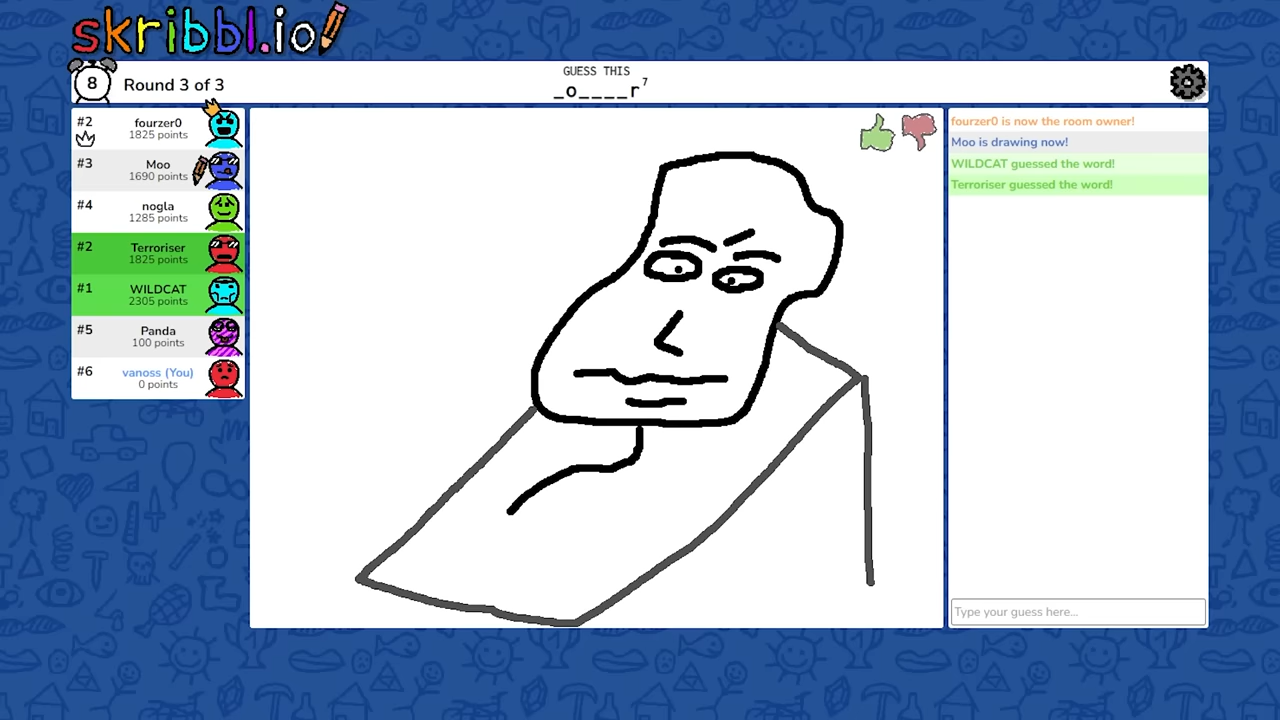 skribbl.io
8
Round 3 of 3
GUESS THIS
_o____r 7
#2 fourzer0
1825 points
#3 Moo
1690 points
#4 nogla
1285 points
#2 Terroriser
1825 points
#1 WILDCAT
2305 points
#5 Panda
100 points
#6 vanoss (You)
0 points
fourzer0 is now the room owner!
Moo is drawing now!
WILDCAT guessed the word!
Terroriser guessed the word!
Type your guess here...